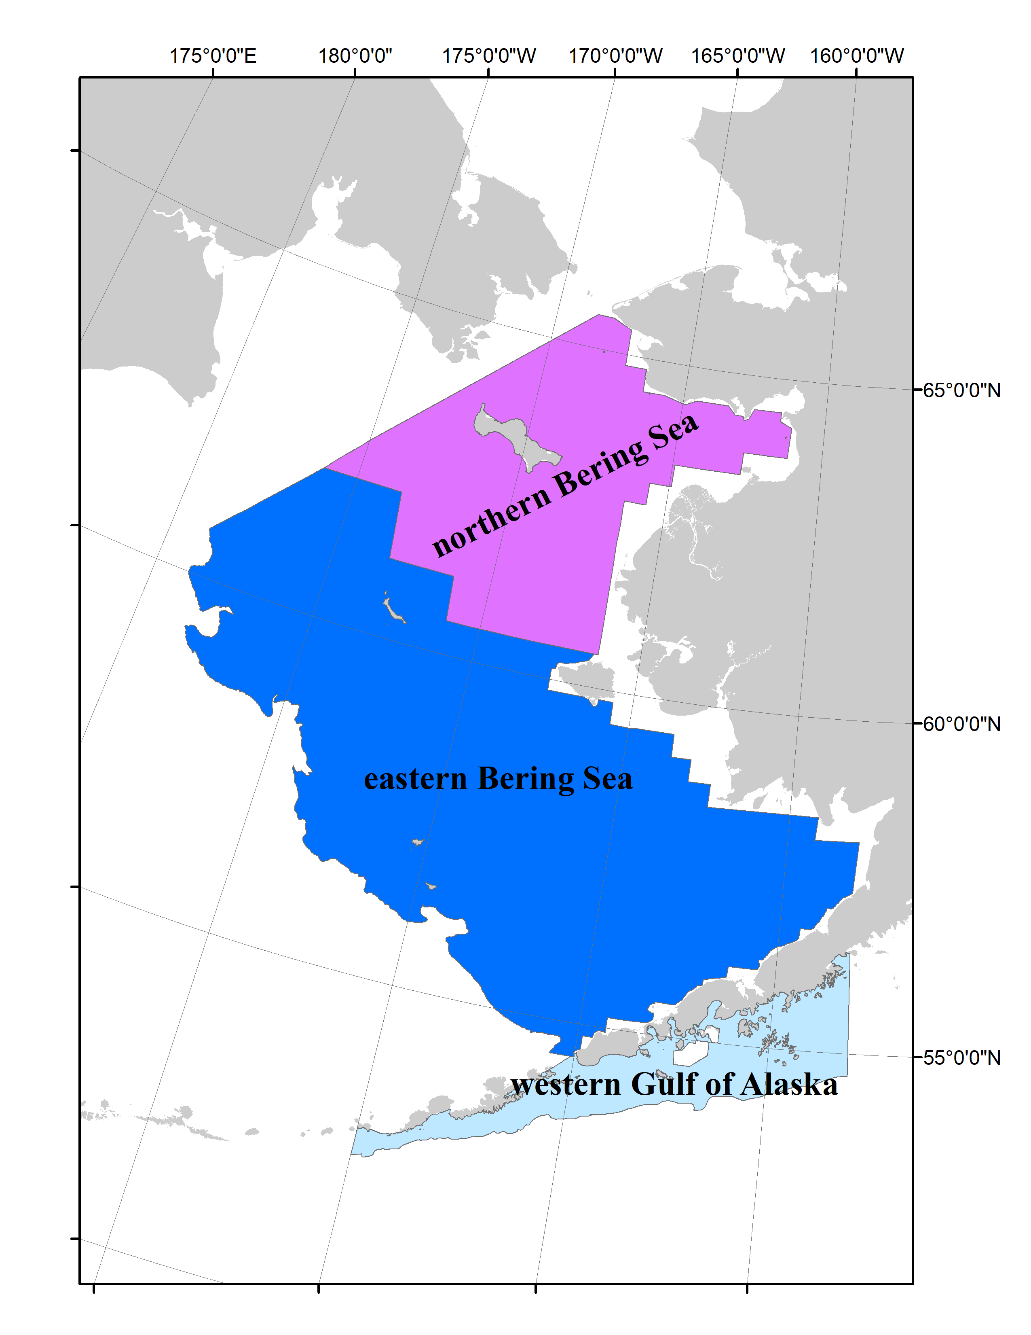 175°0'0"E
180°0'0"
175°0'0"W
170°0'0"W
165°0'0"W
160°0'0"W
65°0'0"N
northern Bering Sea
60°0'0"N
eastern Bering Sea
55°0'0"N
western Gulf of Alaska